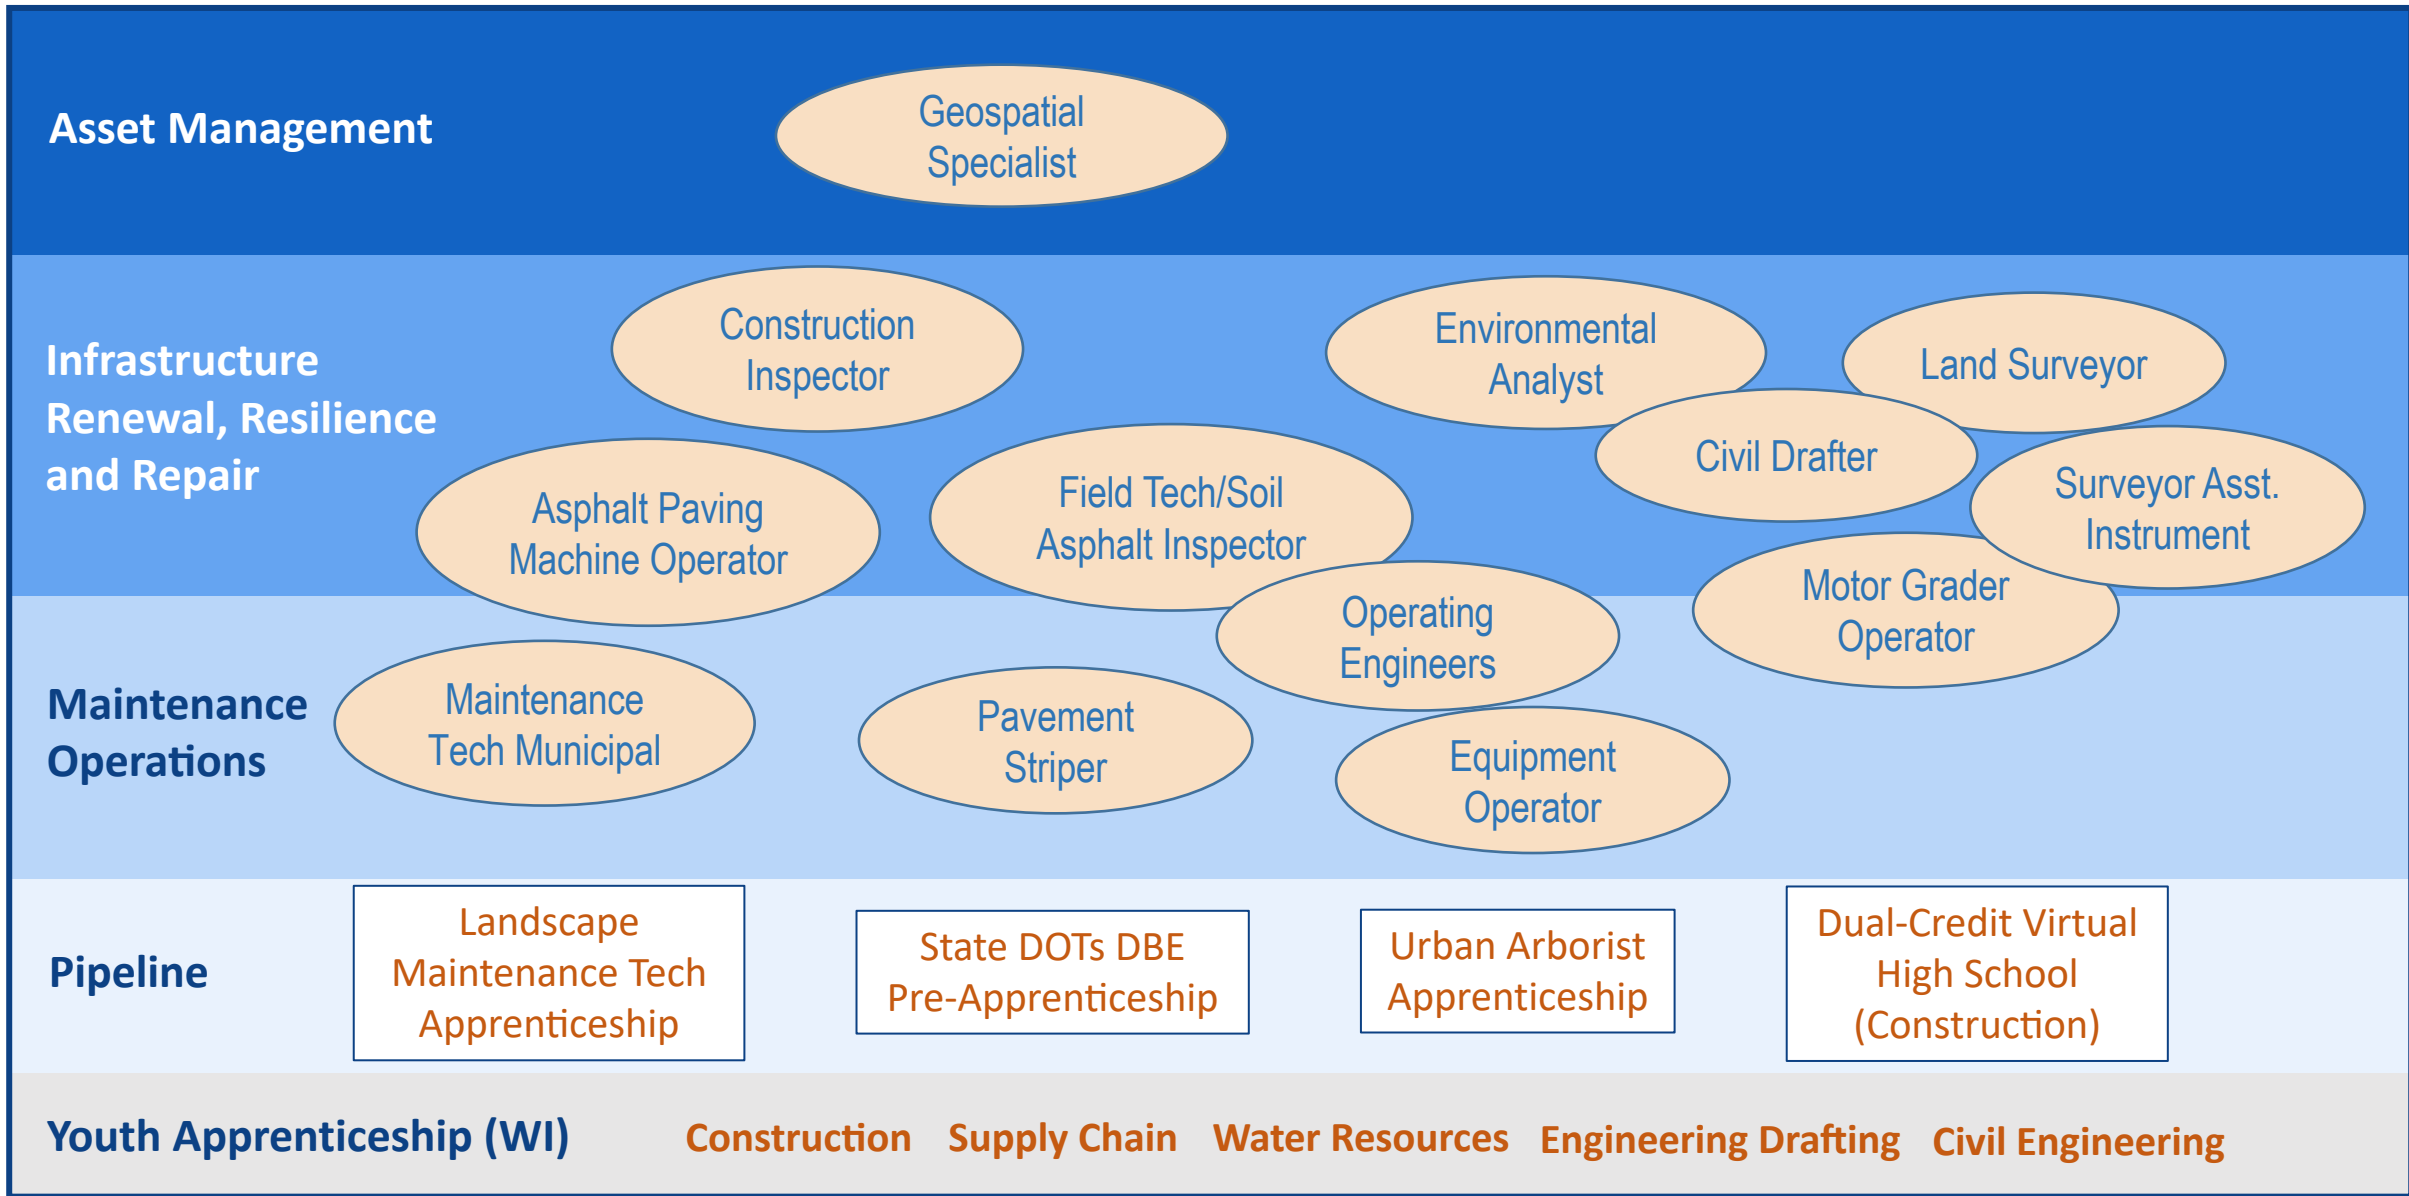 Asset Management
Geospatial
Specialist
Infrastructure
Renewal, Resilience
and Repair
Construction
Inspector
Environmental
Analyst
Land Surveyor
Civil Drafter
Surveyor Asst.
Instrument
Asphalt Paving
Machine Operator
Field Tech/Soil
Asphalt Inspector
Operating
Engineers
Motor Grader
Operator
Maintenance
Operations
Maintenance
Tech Municipal
Pavement
Striper
Equipment
Operator
Pipeline
Landscape
Maintenance Tech
Apprenticeship
State DOTs DBE
Pre-Apprenticeship
Urban Arborist
Apprenticeship
Dual-Credit Virtual
High School
(Construction)
Youth Apprenticeship (WI)
Construction
Supply Chain
Water Resources
Engineering Drafting
Civil Engineering